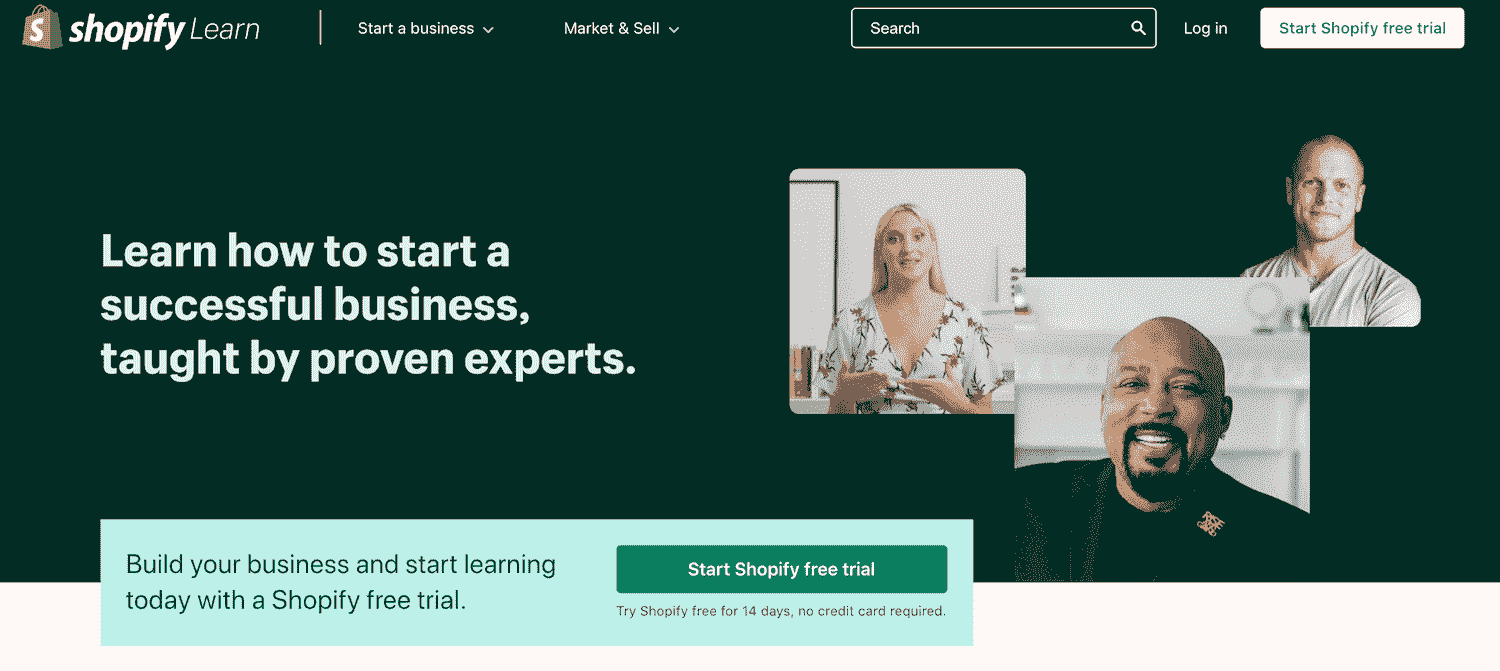 shopify Learn
Start a business
Market & Sell
Search
Log in
Start Shopify free trial
Learn how to start a
successful business,
taught by proven experts.
Build your business and start learning
today with a Shopify free trial.
Start Shopify free trial
Try Shopify free for 14 days, no credit card required.